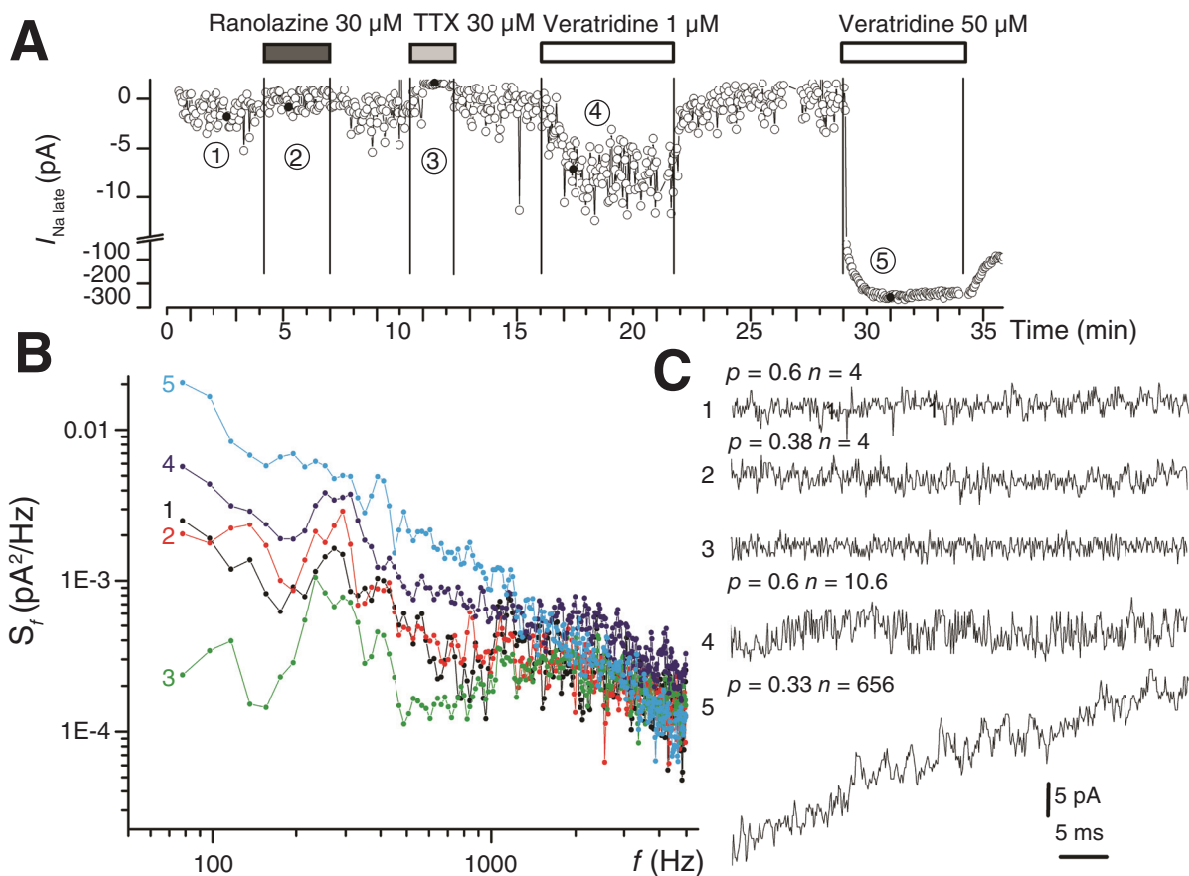 A
Ranolazine 30 µM TTX 30 µM Veratridine 1 µM Veratridine 50 µM
I Na late (pA)
0
-5
-10
-100
-200
-300
① ② ③ ④ ⑤
0 5 10 15 20 25 30 35 Time (min)
B
S f (pA²/Hz)
0.01
1E-3
1E-4
5
4
1
2
3
100 1000 f (Hz)
C
p = 0.6 n = 4
1
p = 0.38 n = 4
2
3
p = 0.6 n = 10.6
4
p = 0.33 n = 656
5
5 pA
5 ms